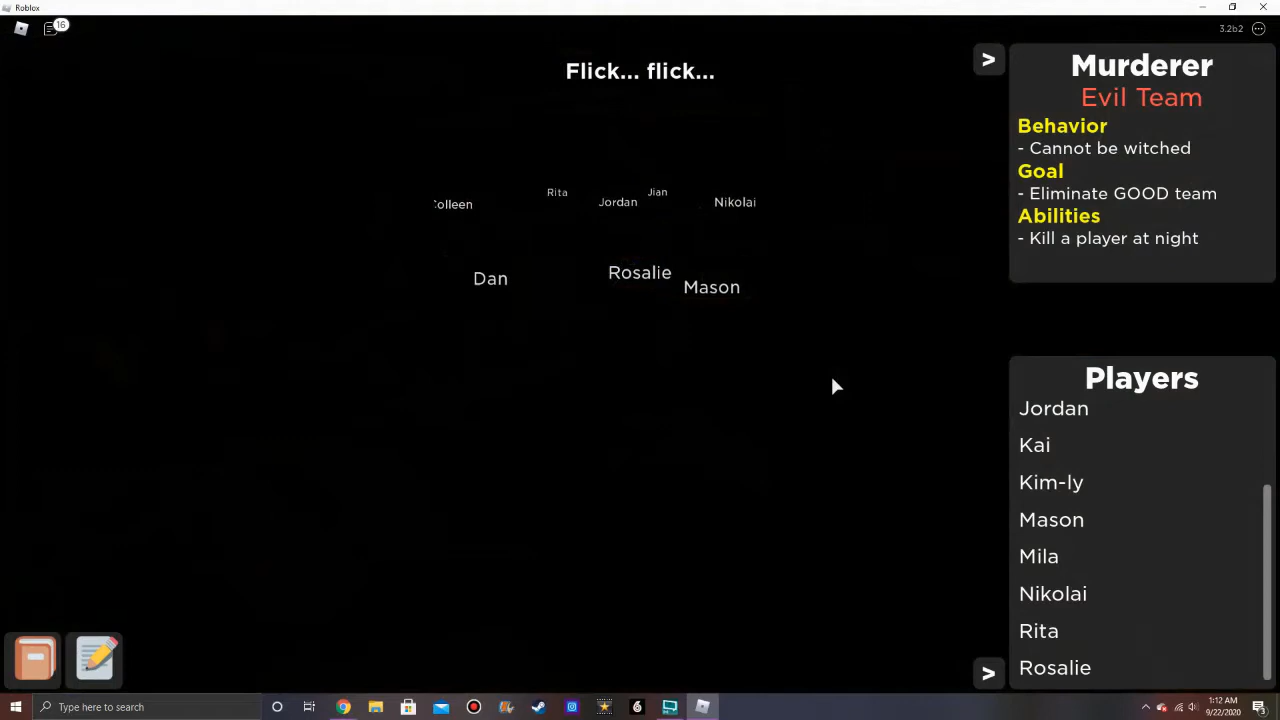 Roblox
16
3.2b2
Flick... flick...
>
Murderer
Evil Team
Behavior
- Cannot be witched
Goal
- Eliminate GOOD team
Abilities
- Kill a player at night
Rita
Jian
Jordan
Nikolai
Colleen
Dan
Rosalie
Mason
Players
Jordan
Kai
Kim-ly
Mason
Mila
Nikolai
Rita
Rosalie
>
Type here to search
1:12 AM
9/22/2020
3